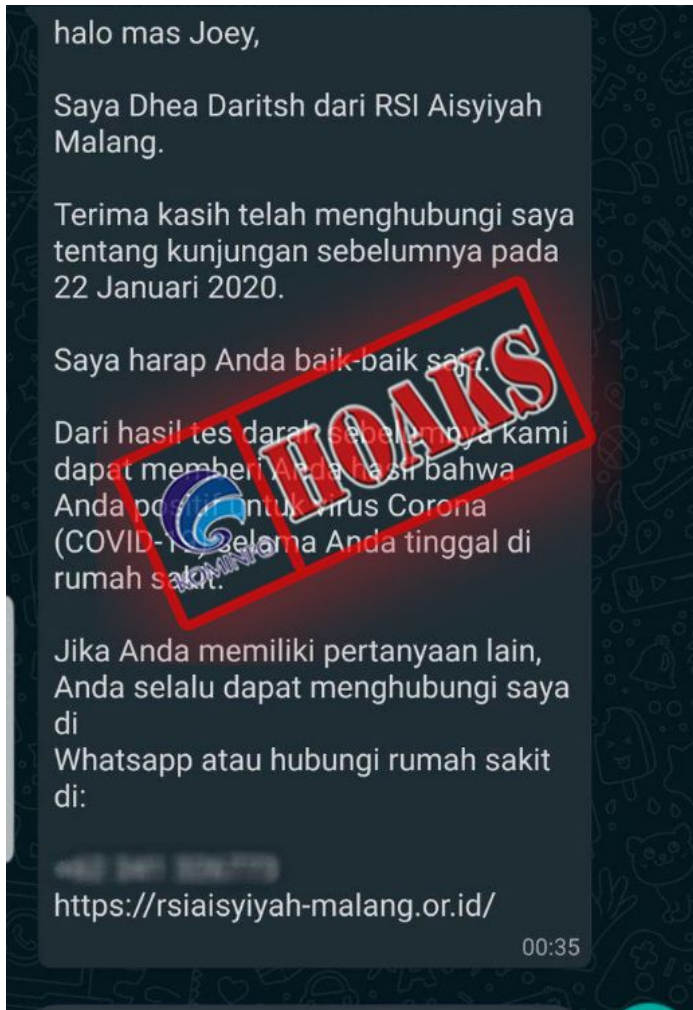 halo mas Joey,
Saya Dhea Daritsh dari RSI Aisyiyah
Malang.
Terima kasih telah menghubungi saya
tentang kunjungan sebelumnya pada
22 Januari 2020.
Saya harap Anda baik-baik saja.
Dari hasil tes darah sebelumnya kami
dapat memberi Anda hasil bahwa
Anda positif untuk virus Corona
(COVID-19) selama Anda tinggal di
rumah sakit.
HOAKS
KOMINFO
Jika Anda memiliki pertanyaan lain,
Anda selalu dapat menghubungi saya
di
Whatsapp atau hubungi rumah sakit
di:
https://rsiaisyiyah-malang.or.id/
00:35